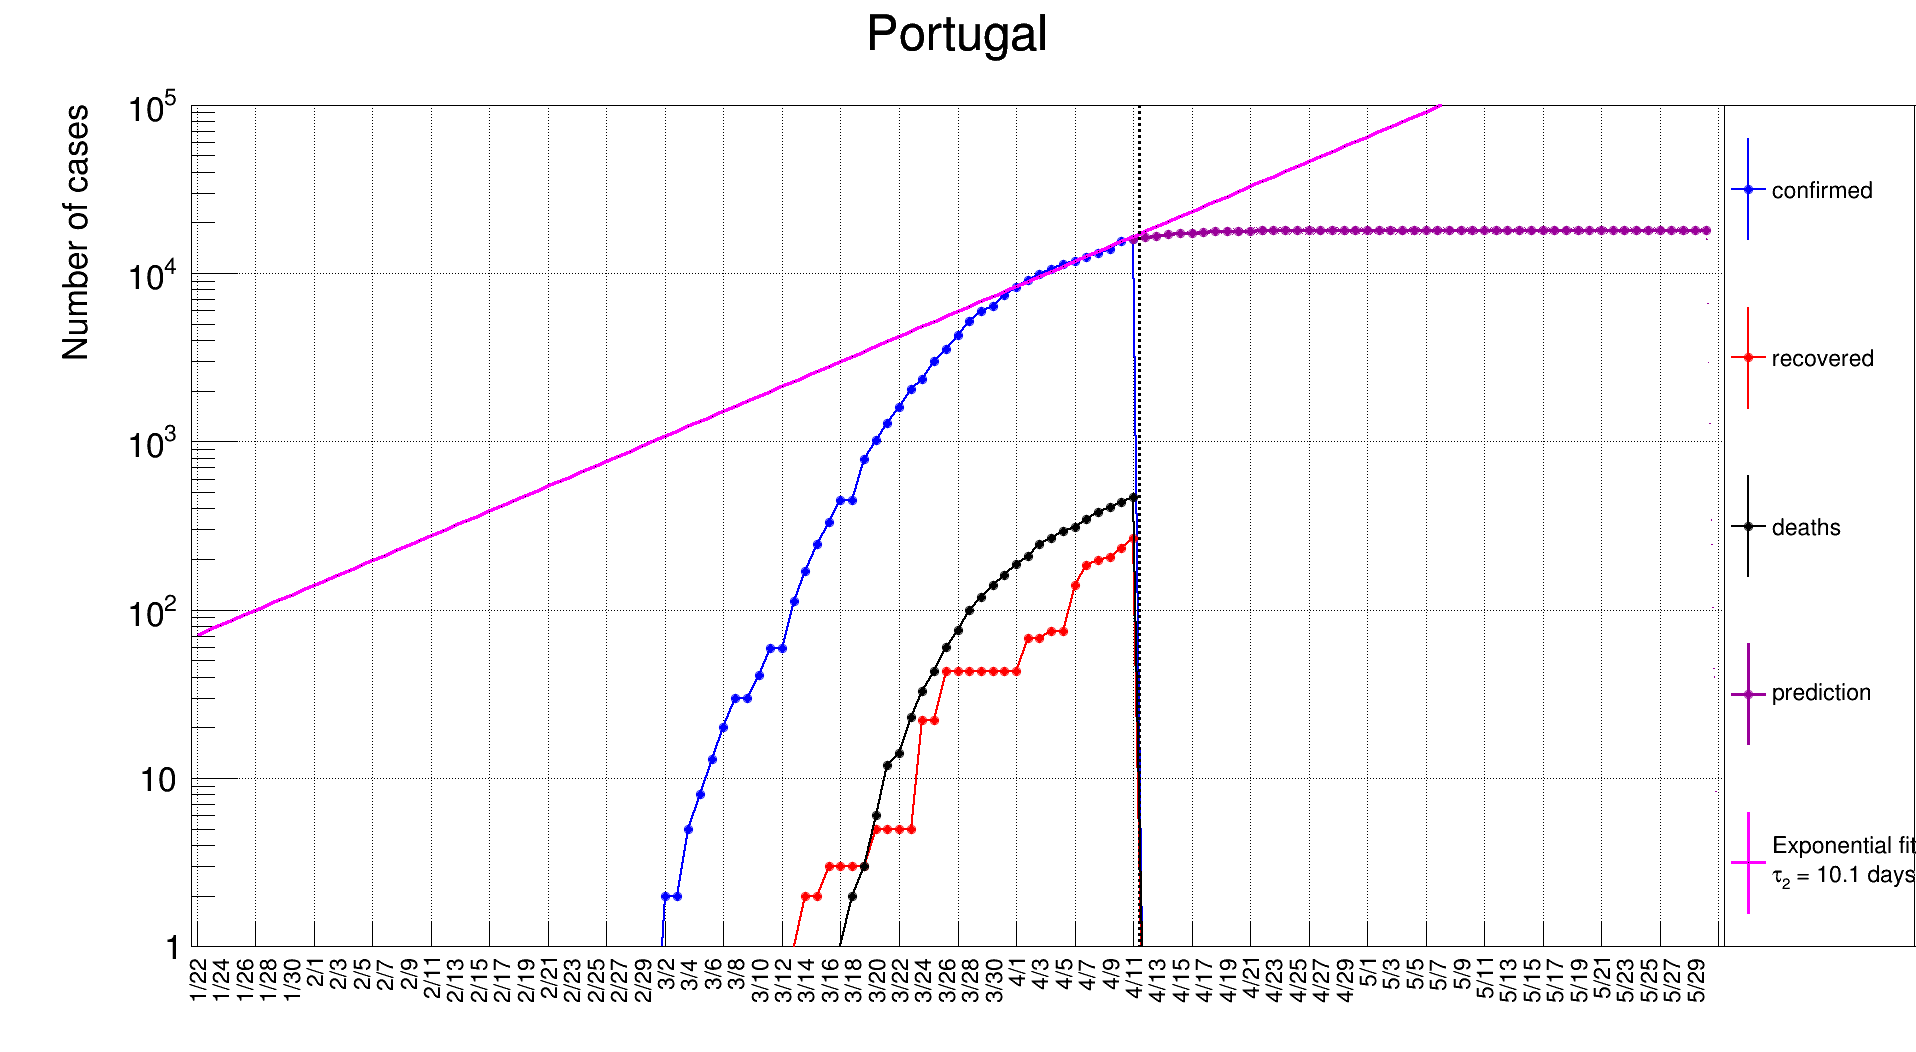 Portugal
Number of cases
10^5
10^4
10^3
10^2
10
1
1/22 1/24 1/26 1/28 1/30 2/1 2/3 2/5 2/7 2/9 2/11 2/13 2/15 2/17 2/19 2/21 2/23 2/25 2/27 2/29 3/2 3/4 3/6 3/8 3/10 3/12 3/14 3/16 3/18 3/20 3/22 3/24 3/26 3/28 3/30 4/1 4/3 4/5 4/7 4/9 4/11 4/13 4/15 4/17 4/19 4/21 4/23 4/25 4/27 4/29 5/1 5/3 5/5 5/7 5/9 5/11 5/13 5/15 5/17 5/19 5/21 5/23 5/25 5/27 5/29
confirmed
recovered
deaths
prediction
Exponential fit
τ₂ = 10.1 days